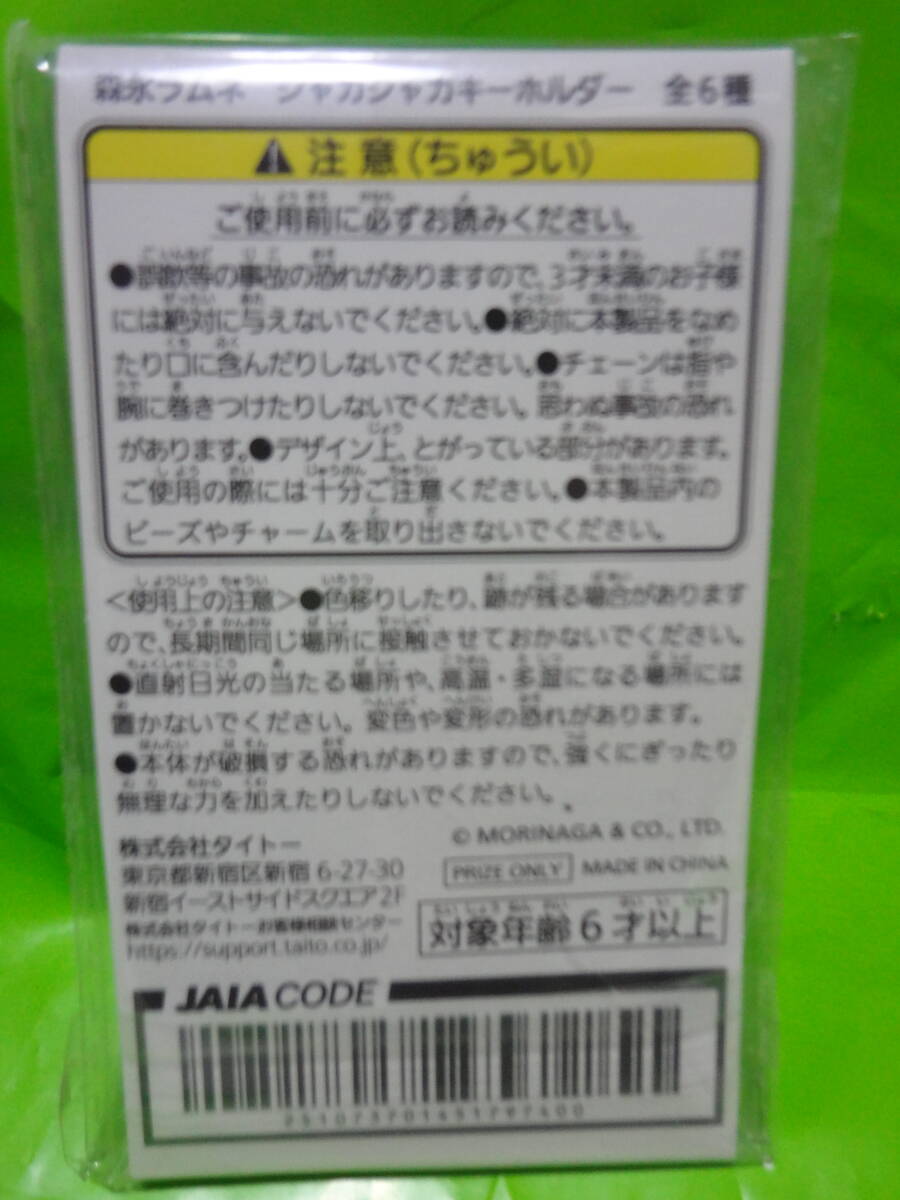 森永ラムネ シャカシャカキーホルダー 全6種
注意(ちゅうい)
ご使用前に必ずお読みください。
●誤飲等の事故の恐れがありますので、3才未満のお子様
には絶対に与えないでください。●絶対に本製品をなめ
たり口に含んだりしないでください。●チェーンは指や
腕に巻きつけたりしないでください。思わぬ事故の恐れ
があります。●デザイン上、とがっている部分があります。
ご使用の際には十分ご注意ください。●本製品内の
ビーズやチャームを取り出さないでください。
<使用上の注意>●色移りしたり、跡が残る場合があります
ので、長期間同じ場所に接触させておかないでください。
●直射日光の当たる場所や、高温・多湿になる場所には
置かないでください。変色や変形の恐れがあります。
●本体が破損する恐れがありますので、強くにぎったり
無理な力を加えたりしないでください。
株式会社タイトー
東京都新宿区新宿 6-27-30
新宿イーストサイドスクエア2F
株式会社タイトーお客様相談センター
https://support.taito.co.jp/
© MORINAGA & CO., LTD.
PRIZE ONLY MADE IN CHINA
対象年齢6才以上
JAIA CODE